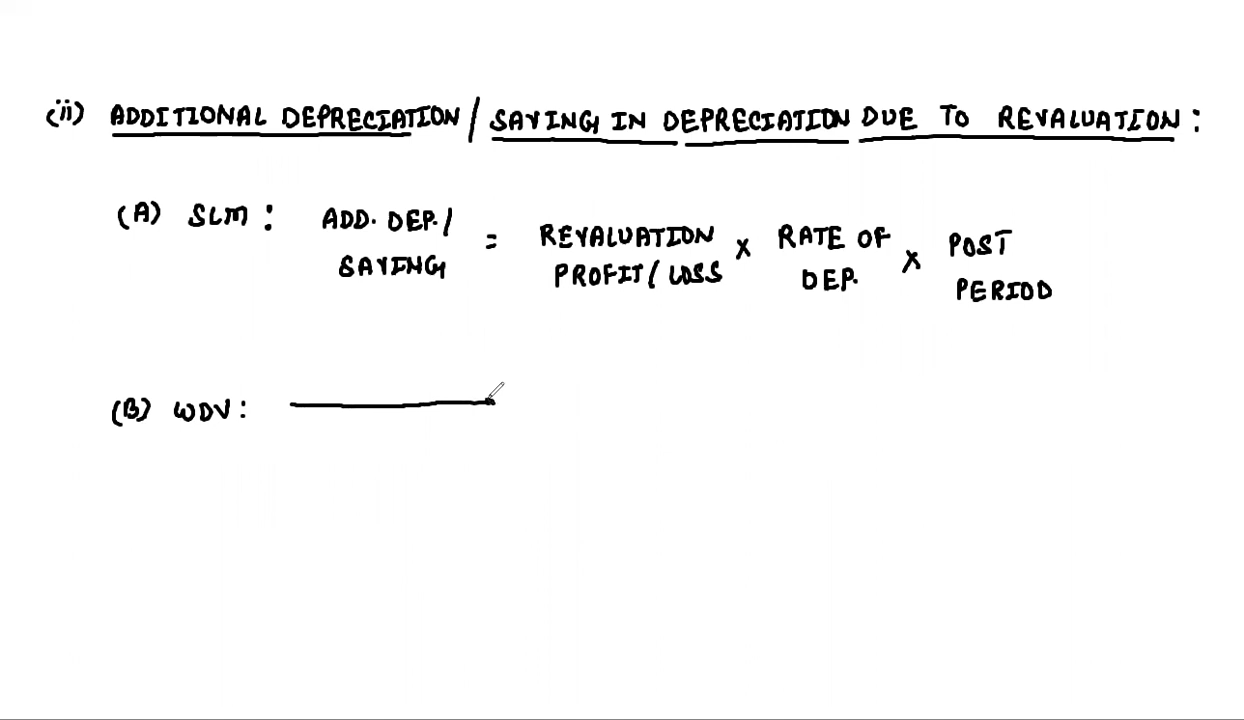 (ii) ADDITIONAL DEPRECIATION / SAVING IN DEPRECIATION DUE TO REVALUATION :
(A) SLM : ADD. DEP. / SAVING = REVALUATION PROFIT / LOSS x RATE OF DEP. x POST PERIOD
(B) WDV :